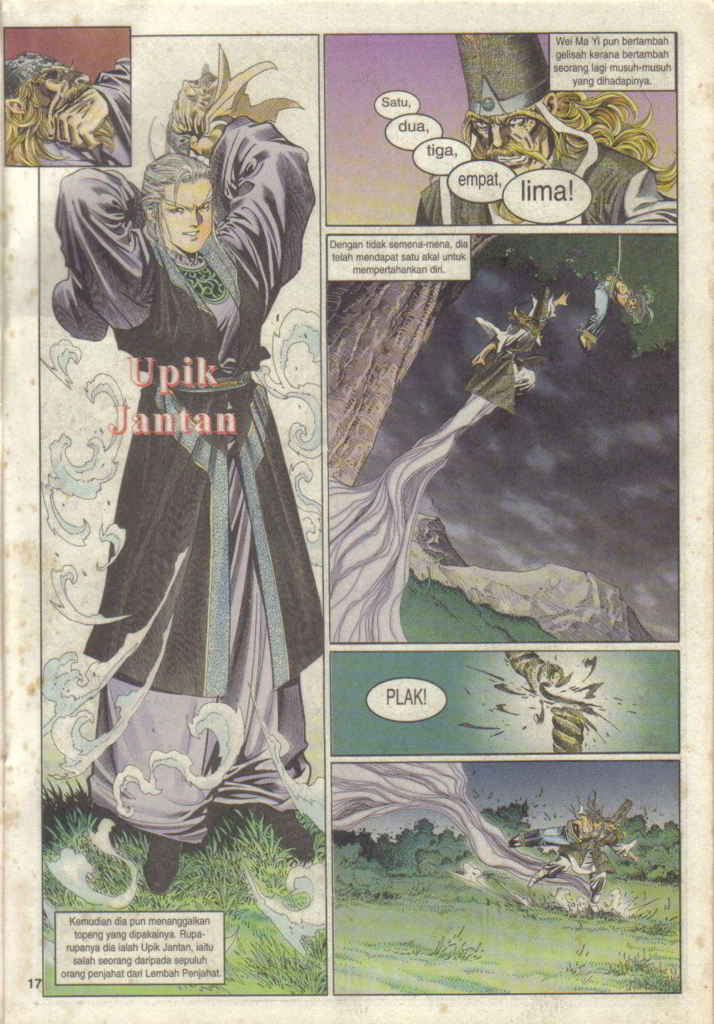 Upik
Jantan
Kemudian dia pun menanggalkan
topeng yang dipakainya. Rupa-
rupanya dia ialah Upik Jantan, iaitu
salah seorang daripada sepuluh
orang penjahat dari Lembah Penjahat.
Wei Ma Yi pun bertambah
gelisah kerana bertambah
seorang lagi musuh-musuh
yang dihadapinya.
Satu,
dua,
tiga,
empat,
lima!
Dengan tidak semena-mena, dia
telah mendapat satu akal untuk
mempertahankan diri.
PLAK!
17